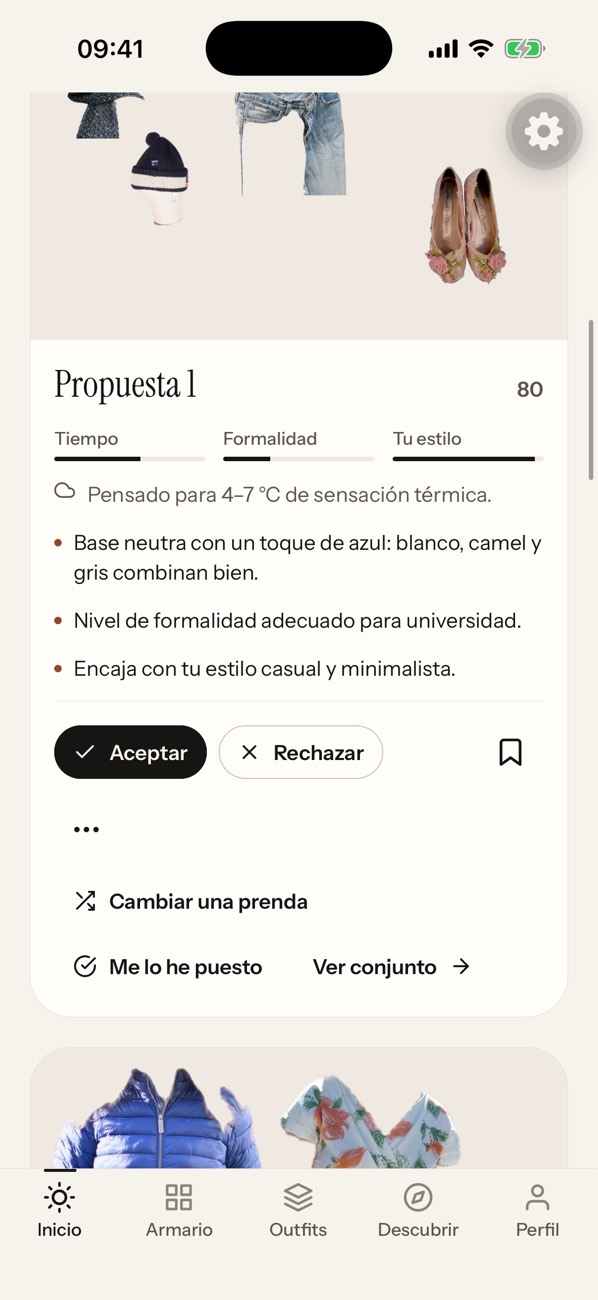 09:41
Propuesta 1
80
Tiempo
Formalidad
Tu estilo
Pensado para 4–7 °C de sensación térmica.
Base neutra con un toque de azul: blanco, camel y
gris combinan bien.
Nivel de formalidad adecuado para universidad.
Encaja con tu estilo casual y minimalista.
Aceptar
Rechazar
Cambiar una prenda
Me lo he puesto
Ver conjunto
Inicio
Armario
Outfits
Descubrir
Perfil